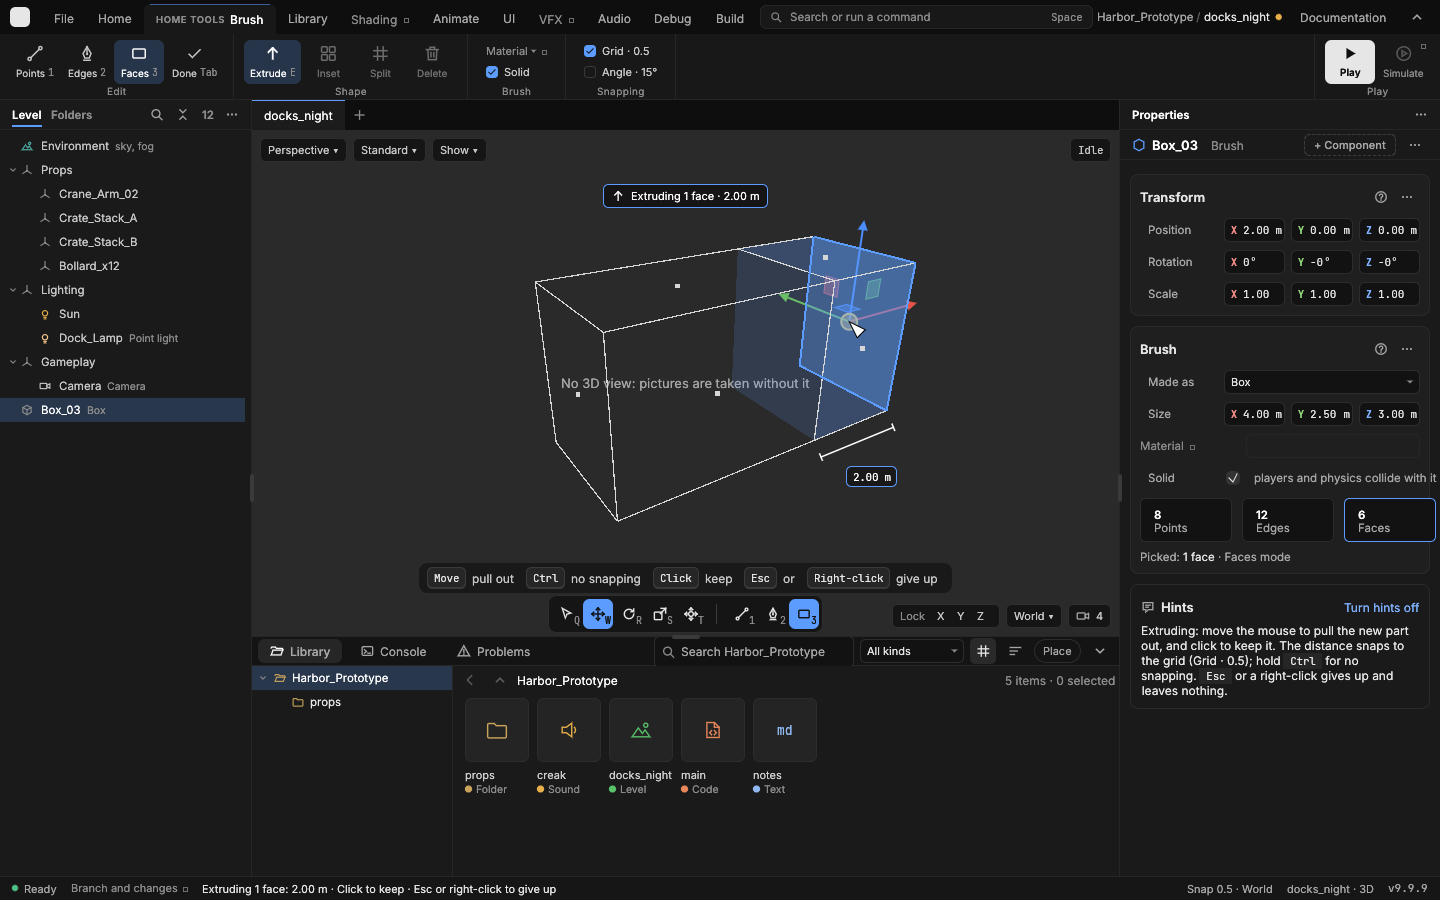 File Home HOME TOOLS Brush Library Shading Animate UI VFX Audio Debug Build
Search or run a command Space
Harbor_Prototype / docks_night Documentation
Points 1 Edges 2 Faces 3 Done Tab
Edit
Extrude E Inset Split Delete
Shape
Material
Solid
Brush
Grid · 0.5
Angle · 15°
Snapping
Play Simulate
Play
Level Folders 12
Environment sky, fog
Props
Crane_Arm_02
Crate_Stack_A
Crate_Stack_B
Bollard_x12
Lighting
Sun
Dock_Lamp Point light
Gameplay
Camera Camera
Box_03 Box
docks_night
Perspective Standard Show
Idle
Extruding 1 face · 2.00 m
No 3D view: pictures are taken without it
2.00 m
Move pull out Ctrl no snapping Click keep Esc or Right-click give up
Q W R S T 1 2 3
Lock X Y Z World 4
Library Console Problems
Search Harbor_Prototype
All kinds
Place
Harbor_Prototype
props
Harbor_Prototype
5 items · 0 selected
md
props creak docks_night main notes
Folder Sound Level Code Text
Properties
Box_03 Brush + Component
Transform
Position X 2.00 m Y 0.00 m Z 0.00 m
Rotation X 0° Y -0° Z -0°
Scale X 1.00 Y 1.00 Z 1.00
Brush
Made as Box
Size X 4.00 m Y 2.50 m Z 3.00 m
Material
Solid players and physics collide with it
8 12 6
Points Edges Faces
Picked: 1 face · Faces mode
Hints Turn hints off
Extruding: move the mouse to pull the new part
out, and click to keep it. The distance snaps to
the grid (Grid · 0.5); hold Ctrl for no
snapping. Esc or a right-click gives up and
leaves nothing.
Ready Branch and changes Extruding 1 face: 2.00 m · Click to keep · Esc or right-click to give up
Snap 0.5 · World docks_night · 3D v9.9.9